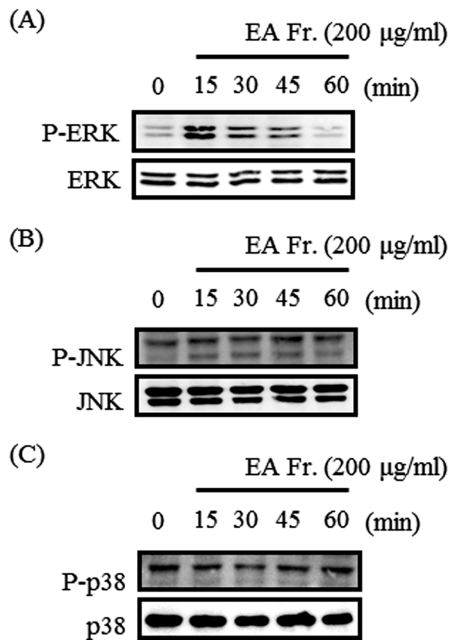 (A)
EA Fr. (200 μg/ml)
0 15 30 45 60 (min)
P-ERK
ERK
(B)
EA Fr. (200 μg/ml)
0 15 30 45 60 (min)
P-JNK
JNK
(C)
EA Fr. (200 μg/ml)
0 15 30 45 60 (min)
P-p38
p38